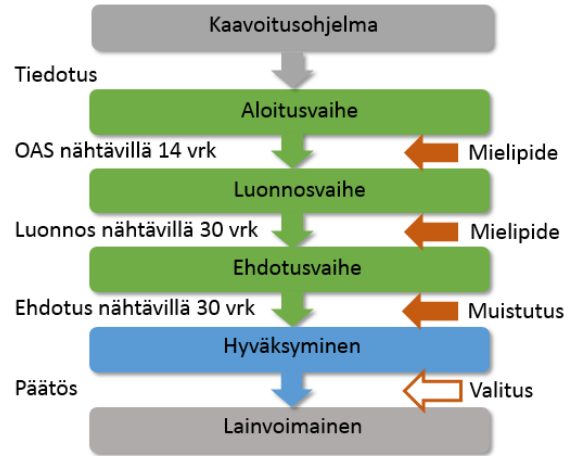 Kaavoitusohjelma
Tiedotus
Aloitusvaihe
OAS nähtävillä 14 vrk
Mielipide
Luonnosvaihe
Luonnos nähtävillä 30 vrk
Mielipide
Ehdotusvaihe
Ehdotus nähtävillä 30 vrk
Muistutus
Hyväksyminen
Päätös
Valitus
Lainvoimainen